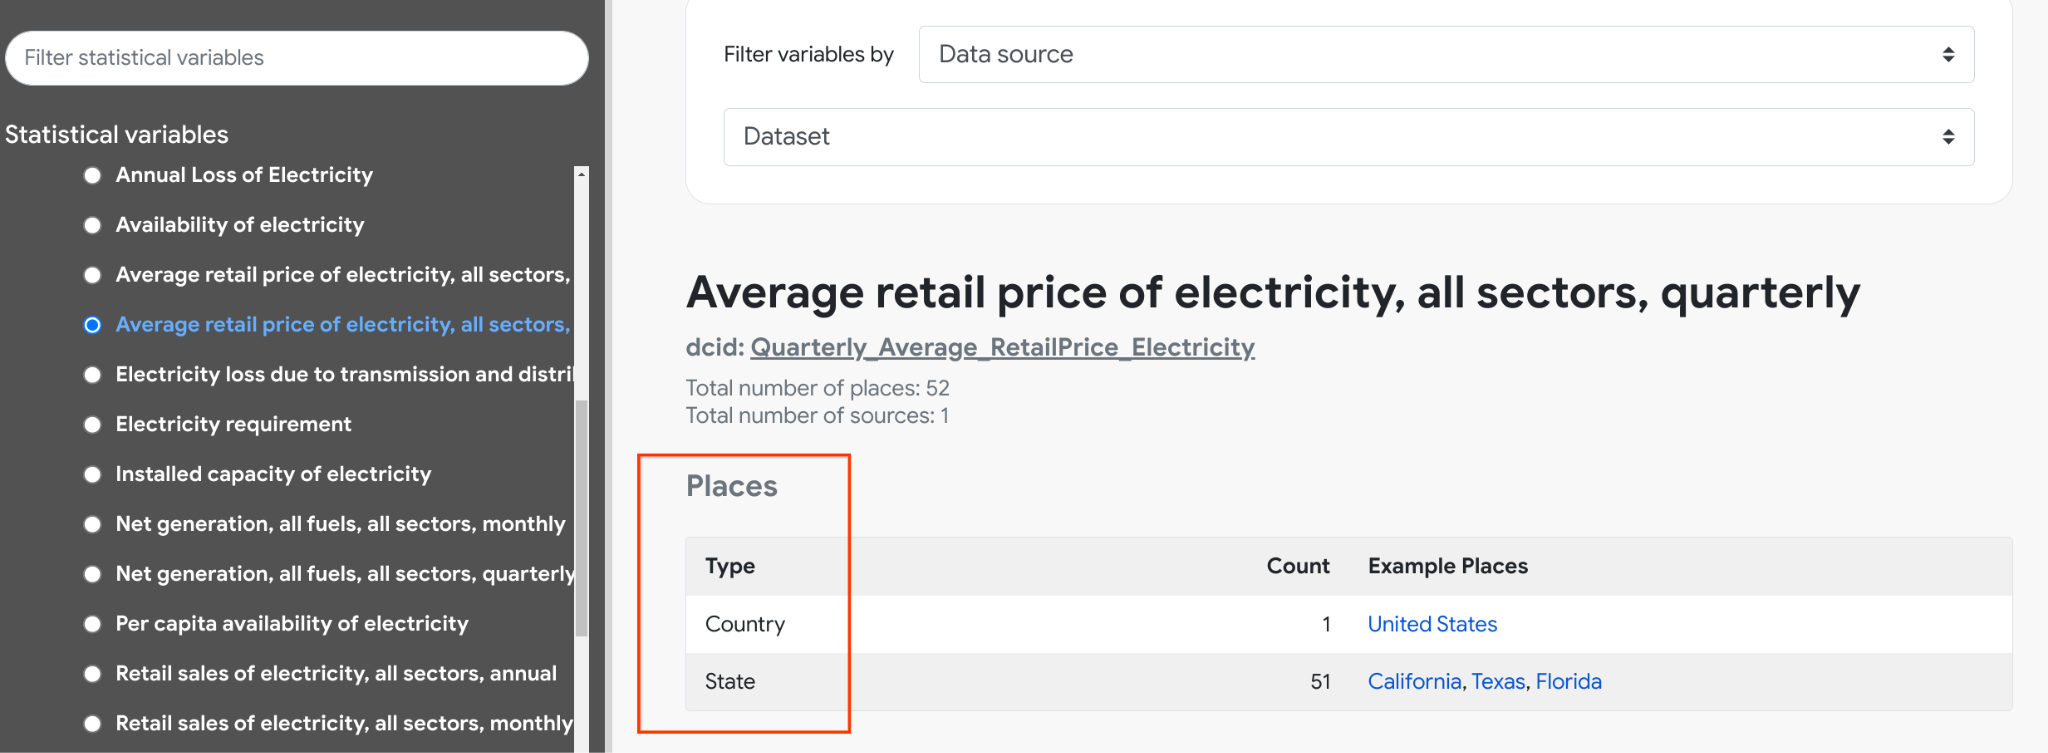 Filter statistical variables
Statistical variables
Annual Loss of Electricity
Availability of electricity
Average retail price of electricity, all sectors,
Average retail price of electricity, all sectors,
Electricity loss due to transmission and distri
Electricity requirement
Installed capacity of electricity
Net generation, all fuels, all sectors, monthly
Net generation, all fuels, all sectors, quarterly
Per capita availability of electricity
Retail sales of electricity, all sectors, annual
Retail sales of electricity, all sectors, monthly
Filter variables by Data source
Dataset
Average retail price of electricity, all sectors, quarterly
dcid: Quarterly_Average_RetailPrice_Electricity
Total number of places: 52
Total number of sources: 1
Places
Type Count Example Places
Country 1 United States
State 51 California, Texas, Florida